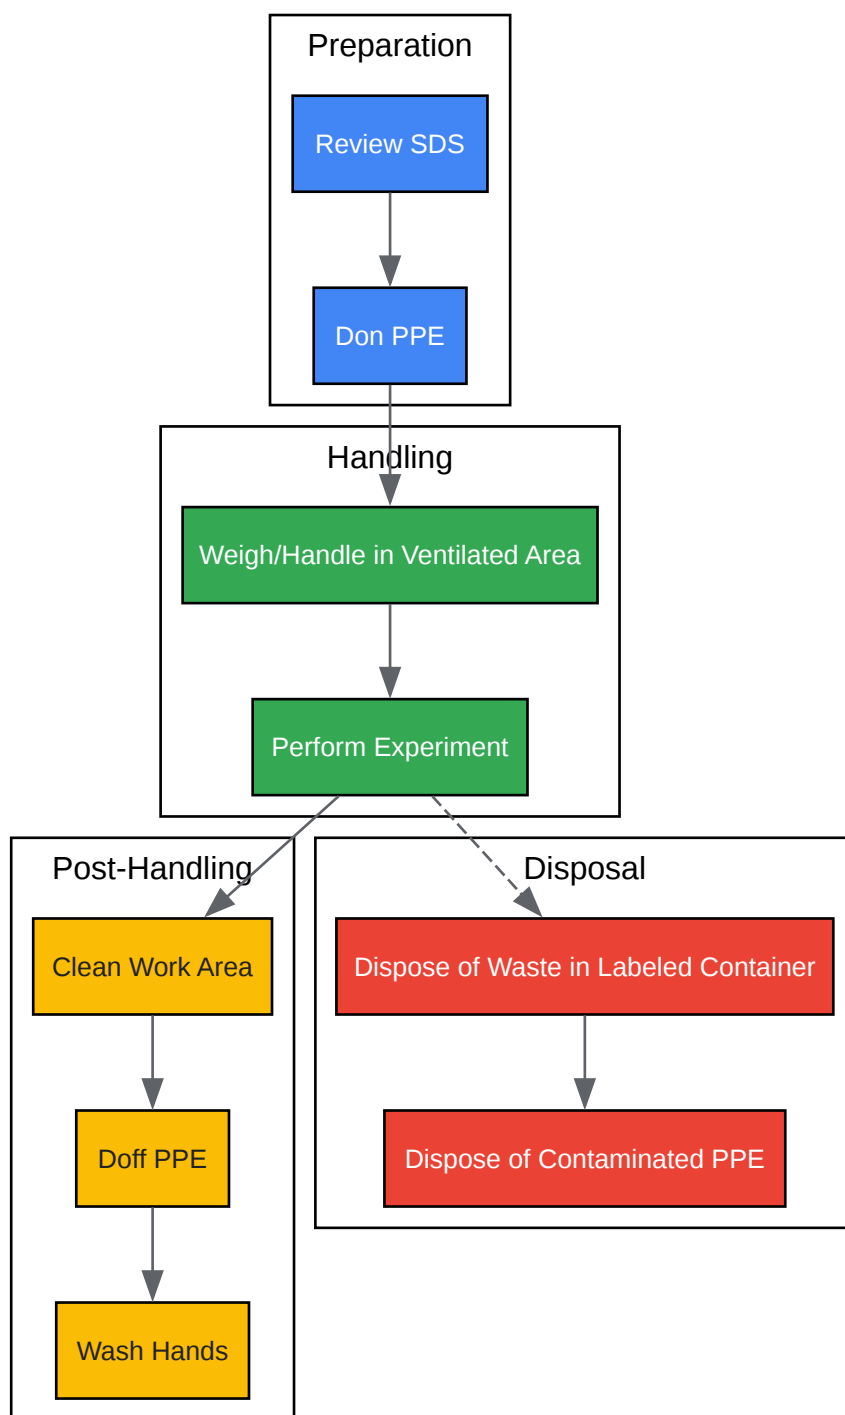 Preparation
Review SDS
Don PPE
Handling
Weigh/Handle in Ventilated Area
Perform Experiment
Post-Handling
Clean Work Area
Doff PPE
Wash Hands
Disposal
Dispose of Waste in Labeled Container
Dispose of Contaminated PPE